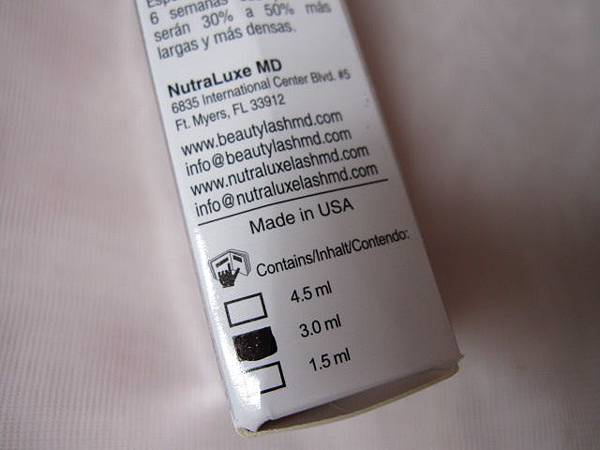 6 semanas
serán 30% a 50% más
largas y más densas.
NutraLuxe MD
6835 International Center Blvd. #5
Ft. Myers, FL 33912
www.beautylashmd.com
info@beautylashmd.com
www.nutraluxelashmd.com
info@nutraluxelashmd.com
Made in USA
Contains/Inhalt/Contendo:
4.5 ml
3.0 ml
1.5 ml